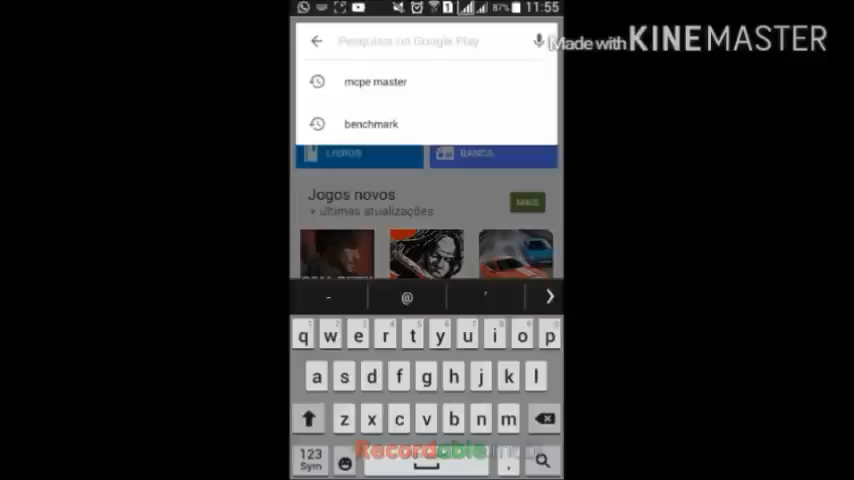 87% 11:55
Pesquisar no Google Play
Made with KINEMASTER
mcpe master
benchmark
LIVROS BANCA
Jogos novos
+ últimas atualizações
MAIS
- @ '
q w e r t y u i o p
a s d f g h j k l
z x c v b n m
Recordable
123
Sym